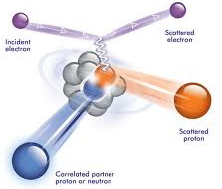 Incident
electron
Scattered
electron
Scattered
proton
Correlated partner
proton or neutron